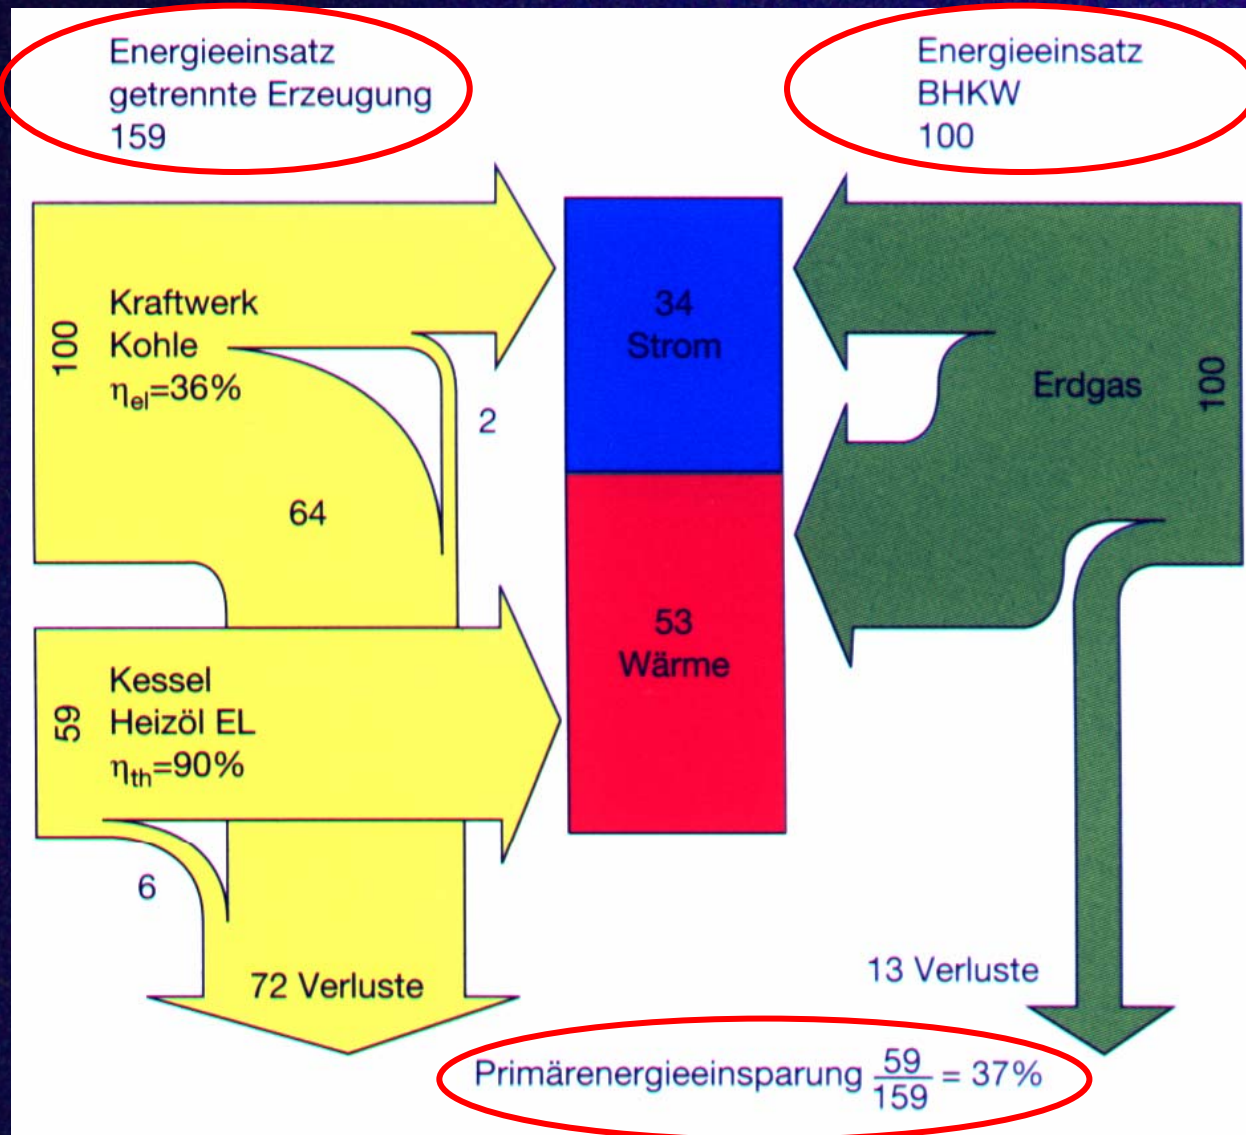 Energieeinsatz
getrennte Erzeugung
159
Energieeinsatz
BHKW
100
100
Kraftwerk
Kohle
ηel=36%
2
64
34
Strom
Erdgas
100
59
Kessel
Heizöl EL
ηth=90%
53
Wärme
6
72 Verluste
13 Verluste
Primärenergieeinsparung 59/159 = 37%